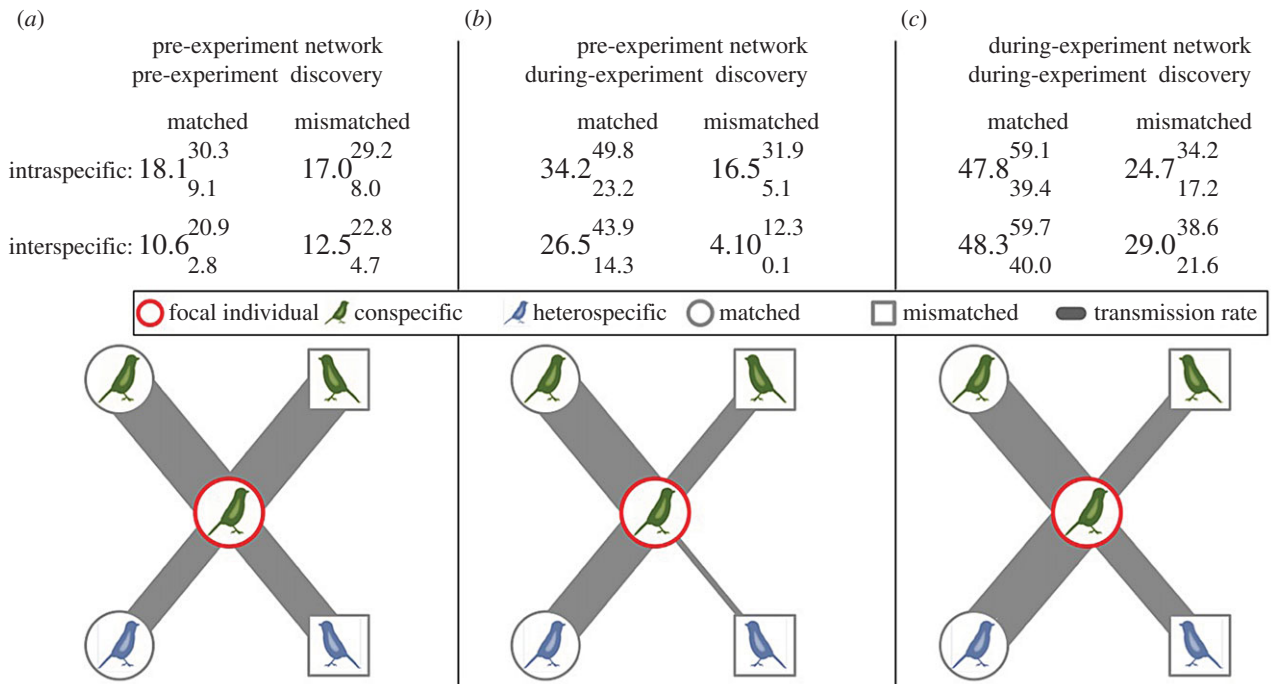 (a)
pre-experiment network
pre-experiment discovery
matched mismatched
intraspecific: 18.1 30.3 9.1 17.0 29.2 8.0
interspecific: 10.6 20.9 2.8 12.5 22.8 4.7
(b)
pre-experiment network
during-experiment discovery
matched mismatched
34.2 49.8 23.2 16.5 31.9 5.1
26.5 43.9 14.3 4.10 12.3 0.1
(c)
during-experiment network
during-experiment discovery
matched mismatched
47.8 59.1 39.4 24.7 34.2 17.2
48.3 59.7 40.0 29.0 38.6 21.6
focal individual conspecific heterospecific matched mismatched transmission rate